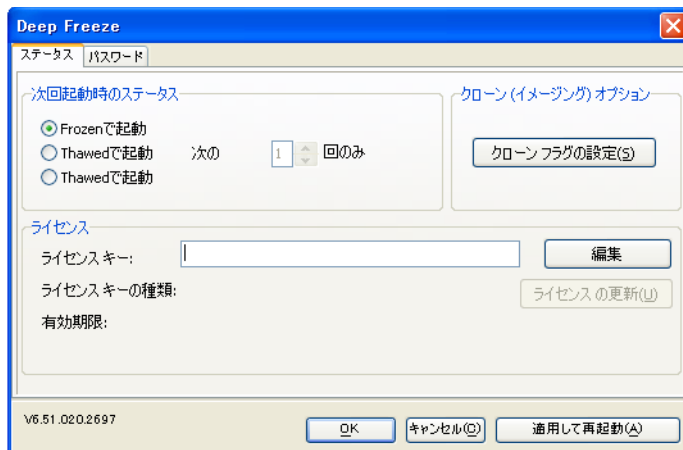 Deep Freeze
ステータス パスワード
次回起動時のステータス
Frozenで起動
Thawedで起動 次の 1 回のみ
Thawedで起動
クローン (イメージング) オプション
クローン フラグの設定(S)
ライセンス
ライセンス キー: 編集
ライセンス キーの種類: ライセンスの更新(U)
有効期限:
V6.51.020.2697
OK キャンセル(C) 適用して再起動(A)